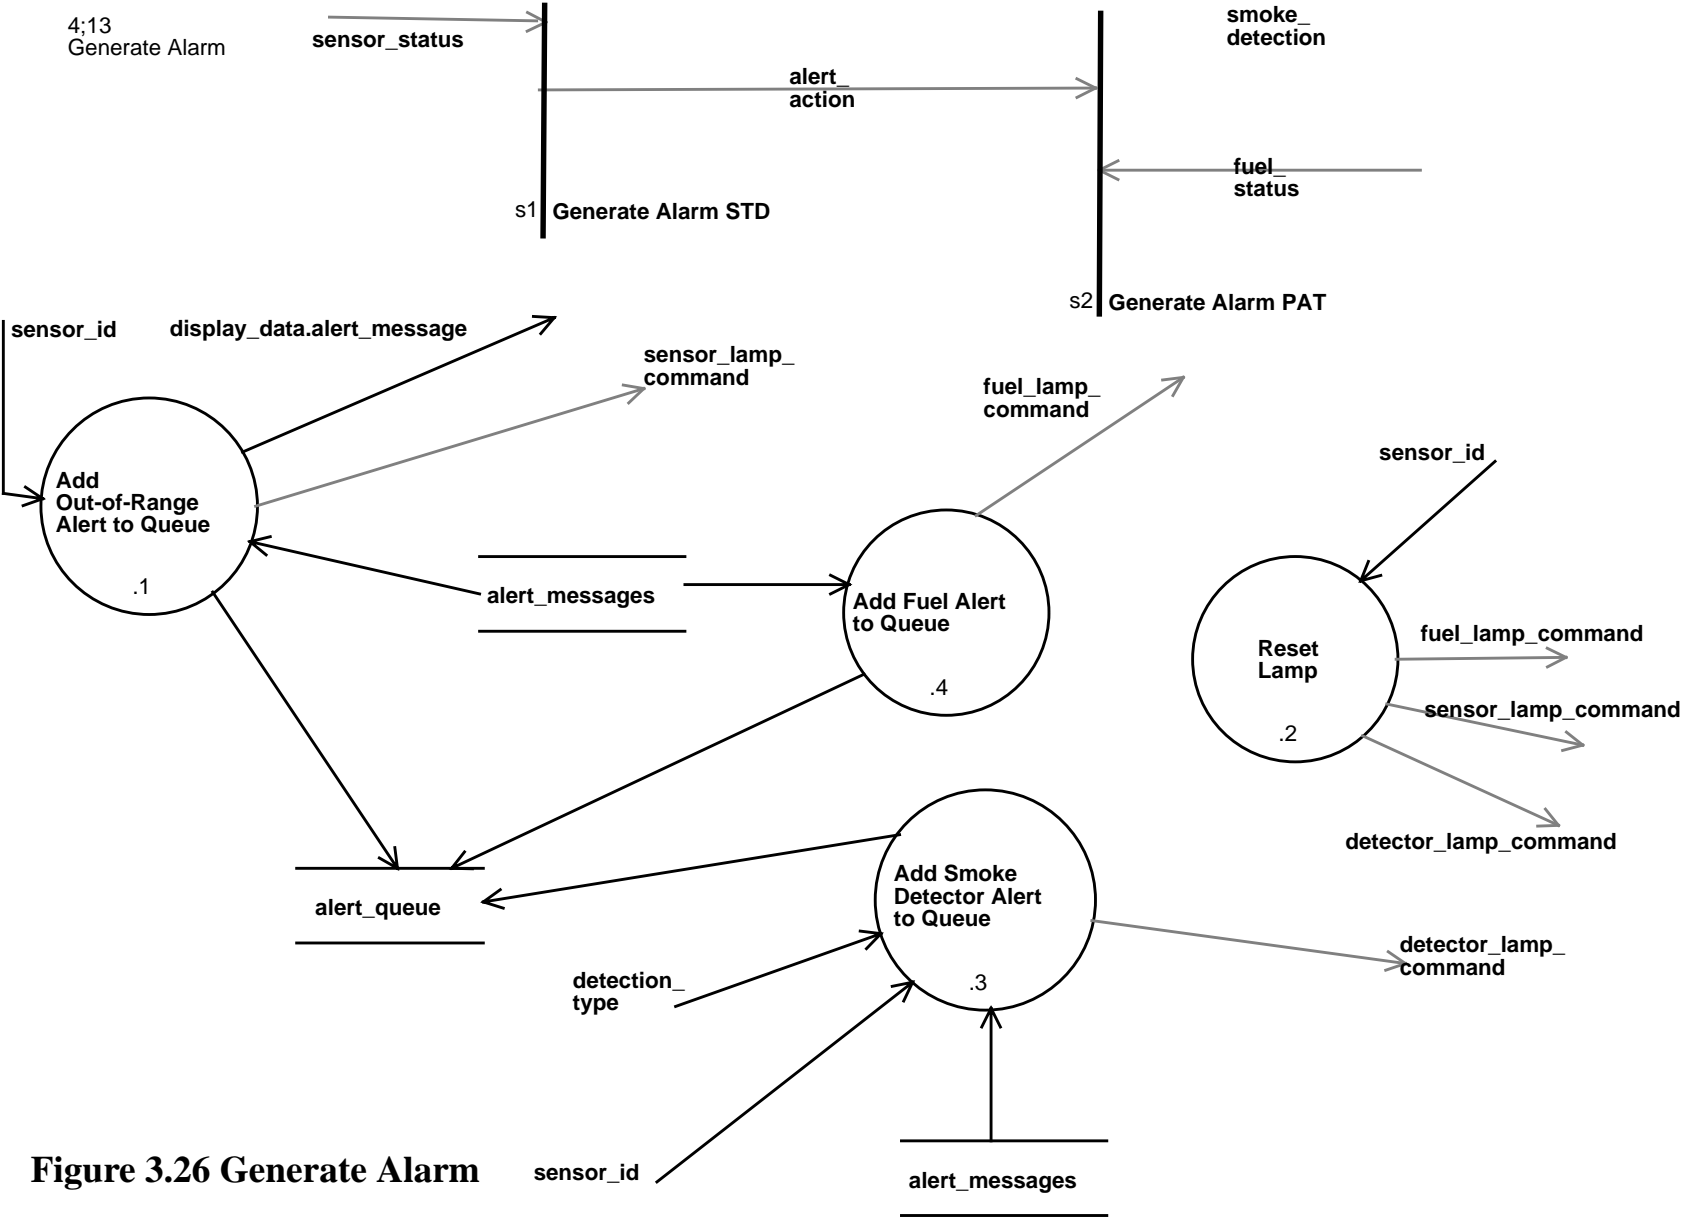 4;13
Generate Alarm
sensor_status
alert_
action
smoke_
detection
fuel_
status
s1
Generate Alarm STD
s2
Generate Alarm PAT
sensor_id
display_data.alert_message
sensor_lamp_
command
fuel_lamp_
command
sensor_id
Add
Out-of-Range
Alert to Queue
.1
alert_messages
Add Fuel Alert
to Queue
.4
Reset
Lamp
.2
fuel_lamp_command
sensor_lamp_command
detector_lamp_command
alert_queue
Add Smoke
Detector Alert
to Queue
.3
detection_
type
detector_lamp_
command
sensor_id
alert_messages
Figure 3.26 Generate Alarm